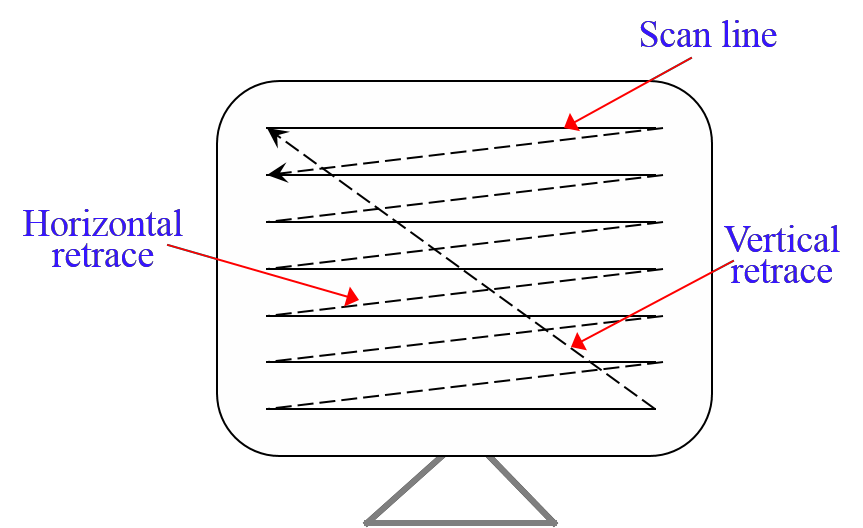 Scan line
Horizontal
retrace
Vertical
retrace